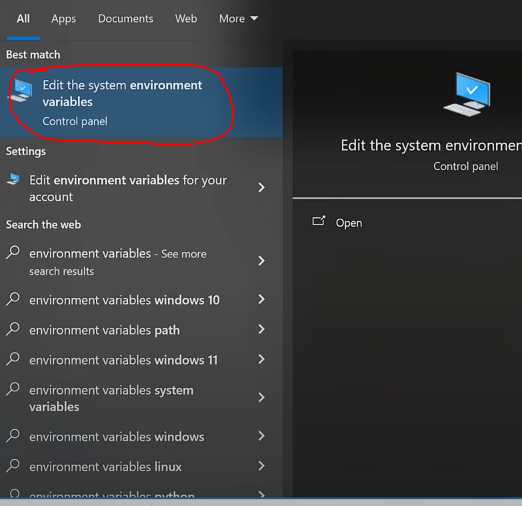 All Apps Documents Web More
Best match
Edit the system environment
variables
Control panel
Settings
Edit environment variables for your
account
Search the web
environment variables - See more
search results
environment variables windows 10
environment variables path
environment variables windows 11
environment variables system
variables
environment variables windows
environment variables linux
environment variables python
Edit the system environmen
Control panel
Open